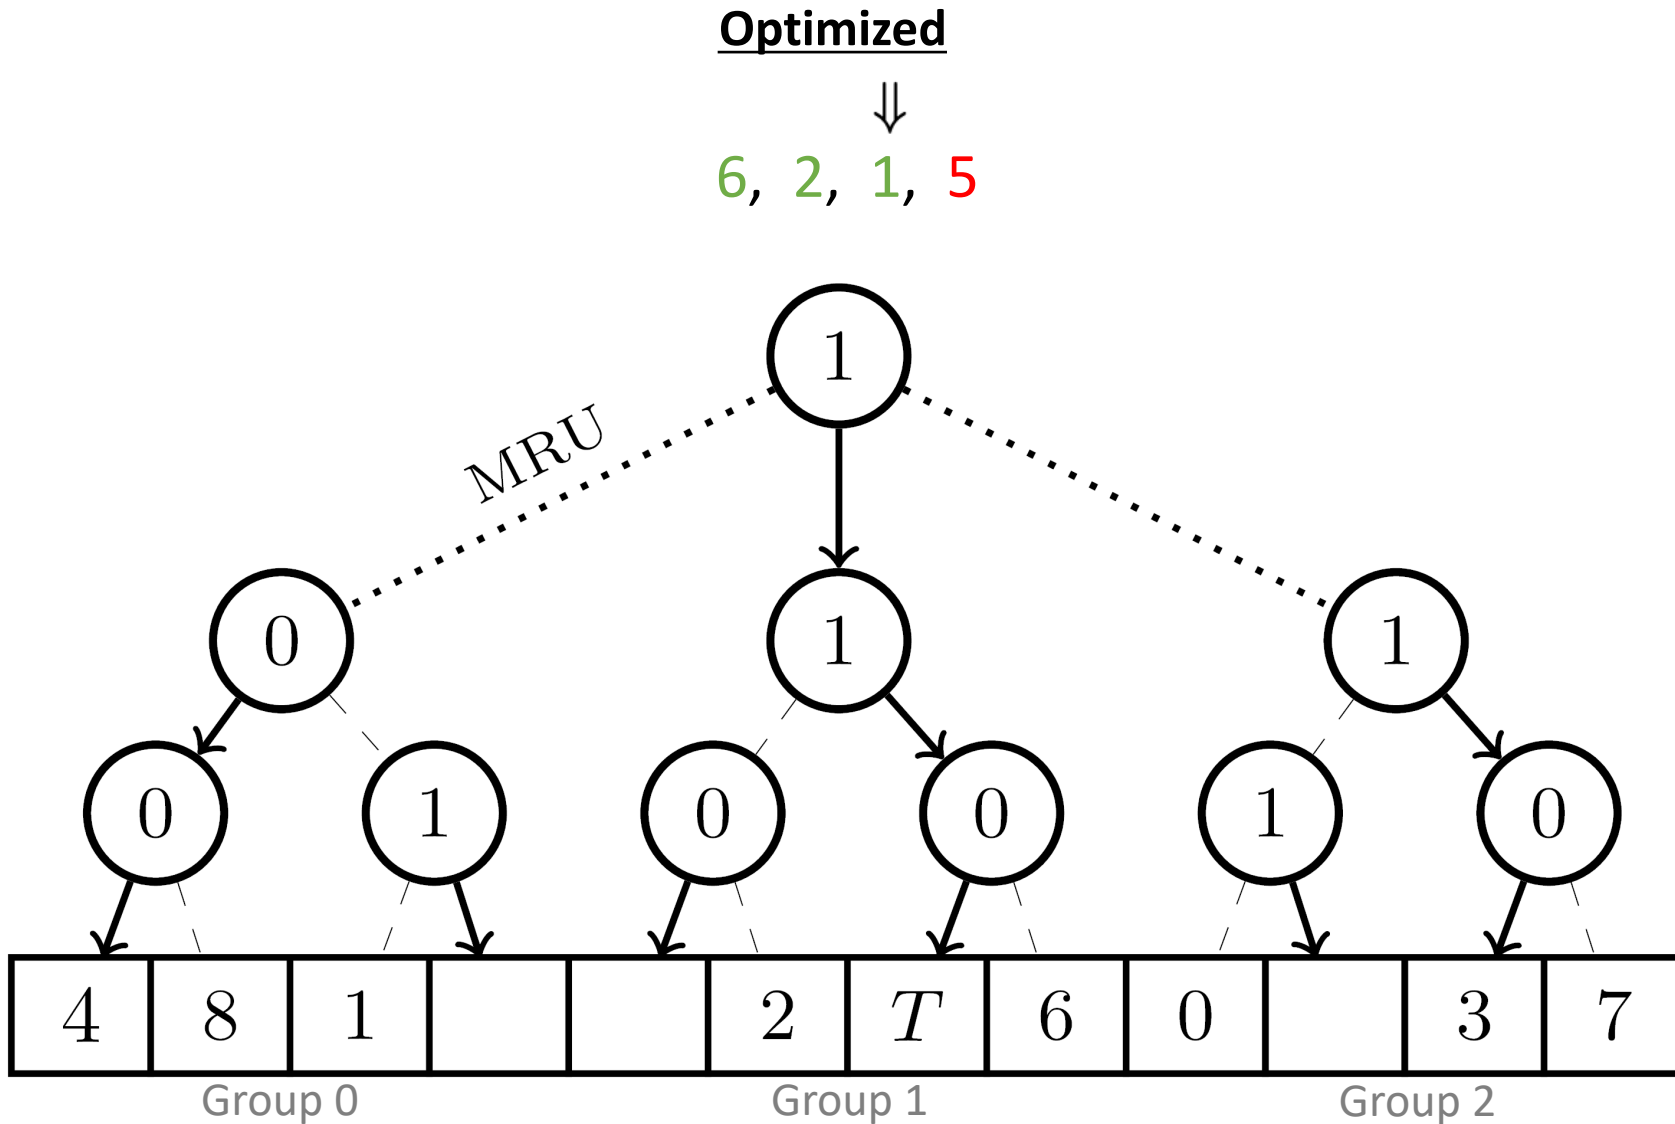 Optimized
⇓
6, 2, 1, 5
1
MRU
0 1 1
0 1 0 0 1 0
4 8 1 2 T 6 0 3 7
Group 0 Group 1 Group 2